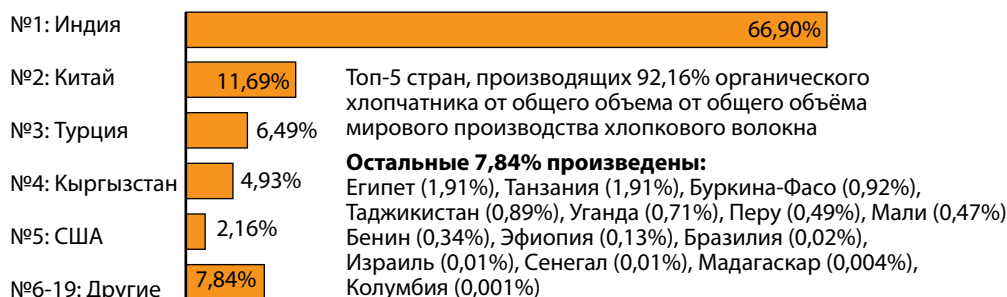 №1: Индия
66,90%
№2: Китай
11,69%
№3: Турция
6,49%
№4: Кыргызстан
4,93%
№5: США
2,16%
№6-19: Другие
7,84%
Топ-5 стран, производящих 92,16% органического
хлопчатника от общего объема от общего объёма
мирового производства хлопкового волокна
Остальные 7,84% произведены:
Египет (1,91%), Танзания (1,91%), Буркина-Фасо (0,92%),
Таджикистан (0,89%), Уганда (0,71%), Перу (0,49%), Мали (0,47%)
Бенин (0,34%), Эфиопия (0,13%), Бразилия (0,02%),
Израиль (0,01%), Сенегал (0,01%), Мадагаскар (0,004%),
Колумбия (0,001%)